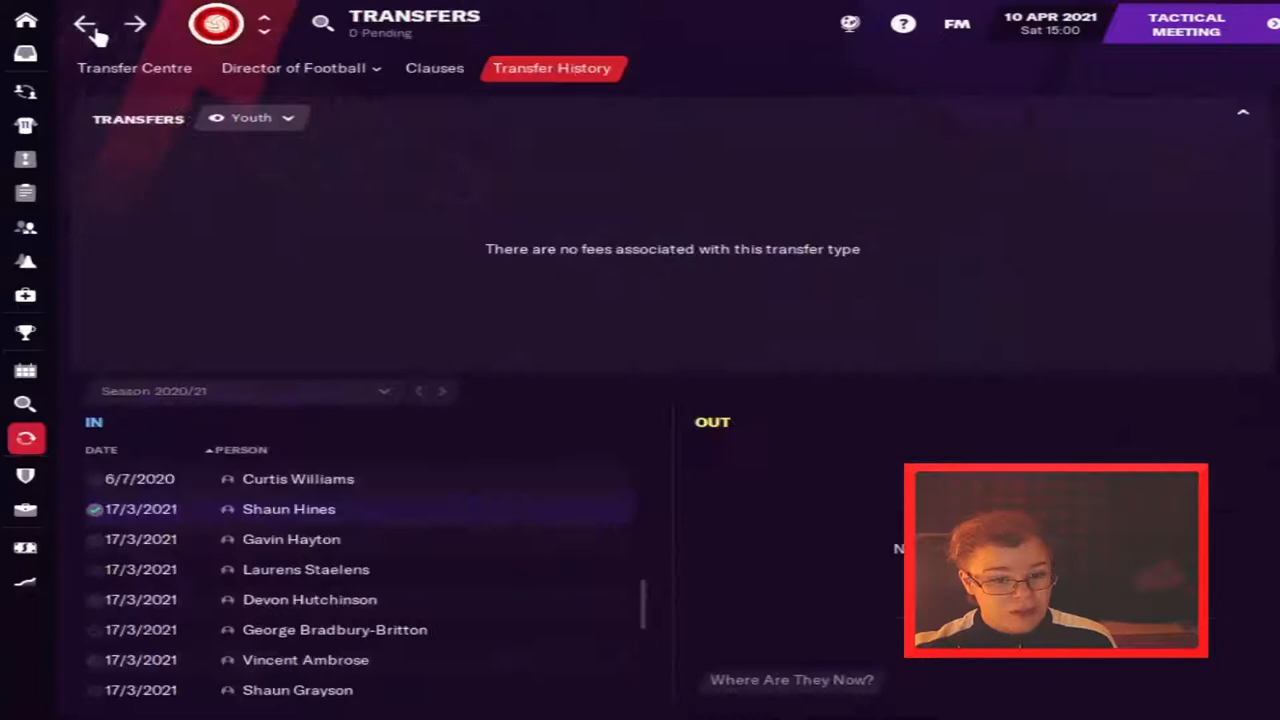 TRANSFERS
0 Pending
FM
10 APR 2021
Sat 15:00
TACTICAL
MEETING
Transfer Centre
Director of Football
Clauses
Transfer History
TRANSFERS
Youth
There are no fees associated with this transfer type
Season 2020/21
IN
OUT
DATE
PERSON
6/7/2020 Curtis Williams
17/3/2021 Shaun Hines
17/3/2021 Gavin Hayton
17/3/2021 Laurens Staelens
17/3/2021 Devon Hutchinson
17/3/2021 George Bradbury-Britton
17/3/2021 Vincent Ambrose
17/3/2021 Shaun Grayson
N
Where Are They Now?